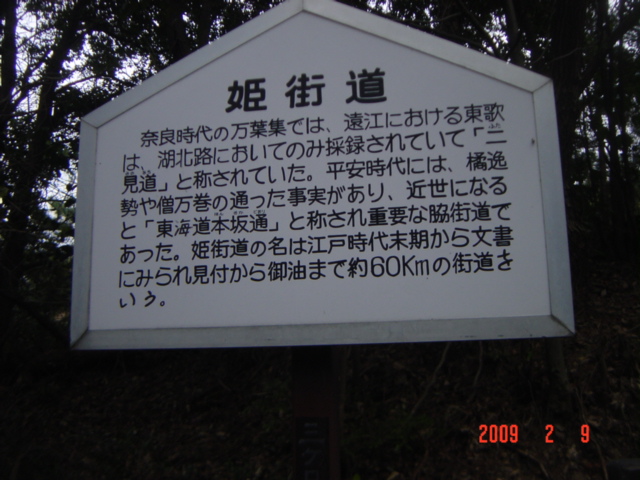 姫街道
奈良時代の万葉集では、遠江における東歌
は、湖北路においてのみ採録されていて「二
見道」と称されていた。平安時代には、橘逸
勢や僧万巻の通った事実があり、近世になる
と「東海道本坂通」と称され重要な脇街道で
あった。姫街道の名は江戸時代末期から文書
にみられ見付から御油まで約60Kmの街道を
いう。
2009 2 9